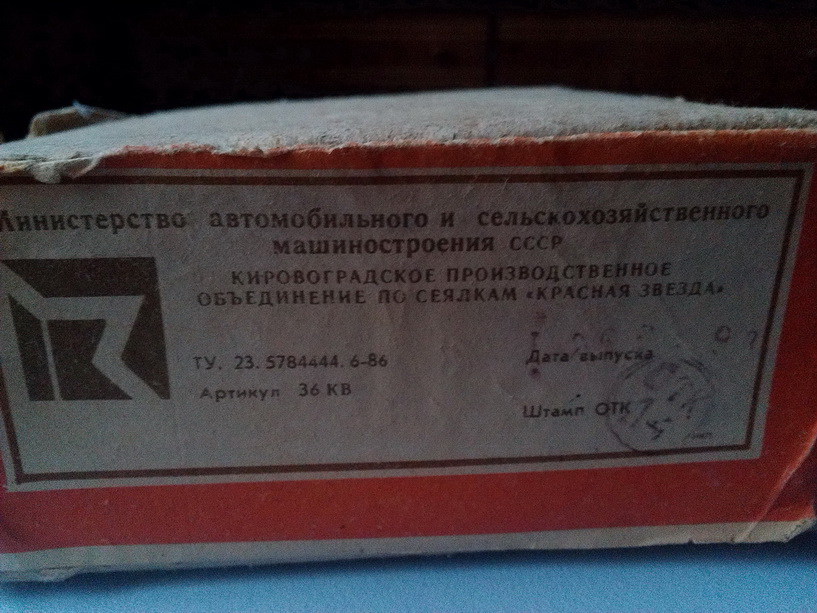 Министерство автомобильного и сельскохозяйственного
машиностроения СССР
КИРОВОГРАДСКОЕ ПРОИЗВОДСТВЕННОЕ
ОБЪЕДИНЕНИЕ ПО СЕЯЛКАМ «КРАСНАЯ ЗВЕЗДА»
ТУ. 23. 5784444. 6-86
Дата выпуска
Артикул 36 КВ
Штамп ОТК
ОТК